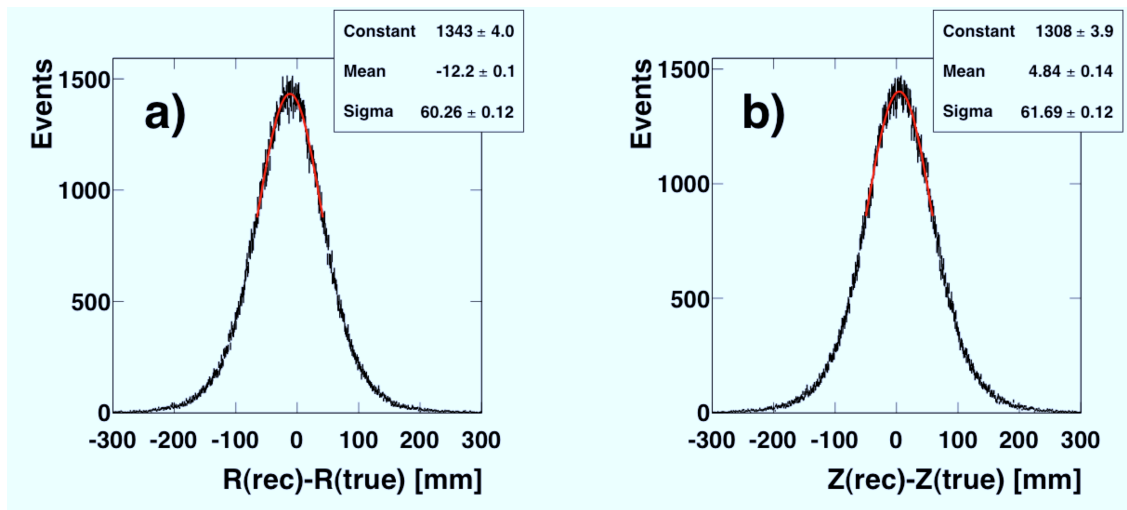 Constant 1343 ± 4.0
Mean -12.2 ± 0.1
Sigma 60.26 ± 0.12
a)
Events
1500
1000
500
0
-300 -200 -100 0 100 200 300
R(rec)-R(true) [mm]
Constant 1308 ± 3.9
Mean 4.84 ± 0.14
Sigma 61.69 ± 0.12
b)
Events
1500
1000
500
0
-300 -200 -100 0 100 200 300
Z(rec)-Z(true) [mm]